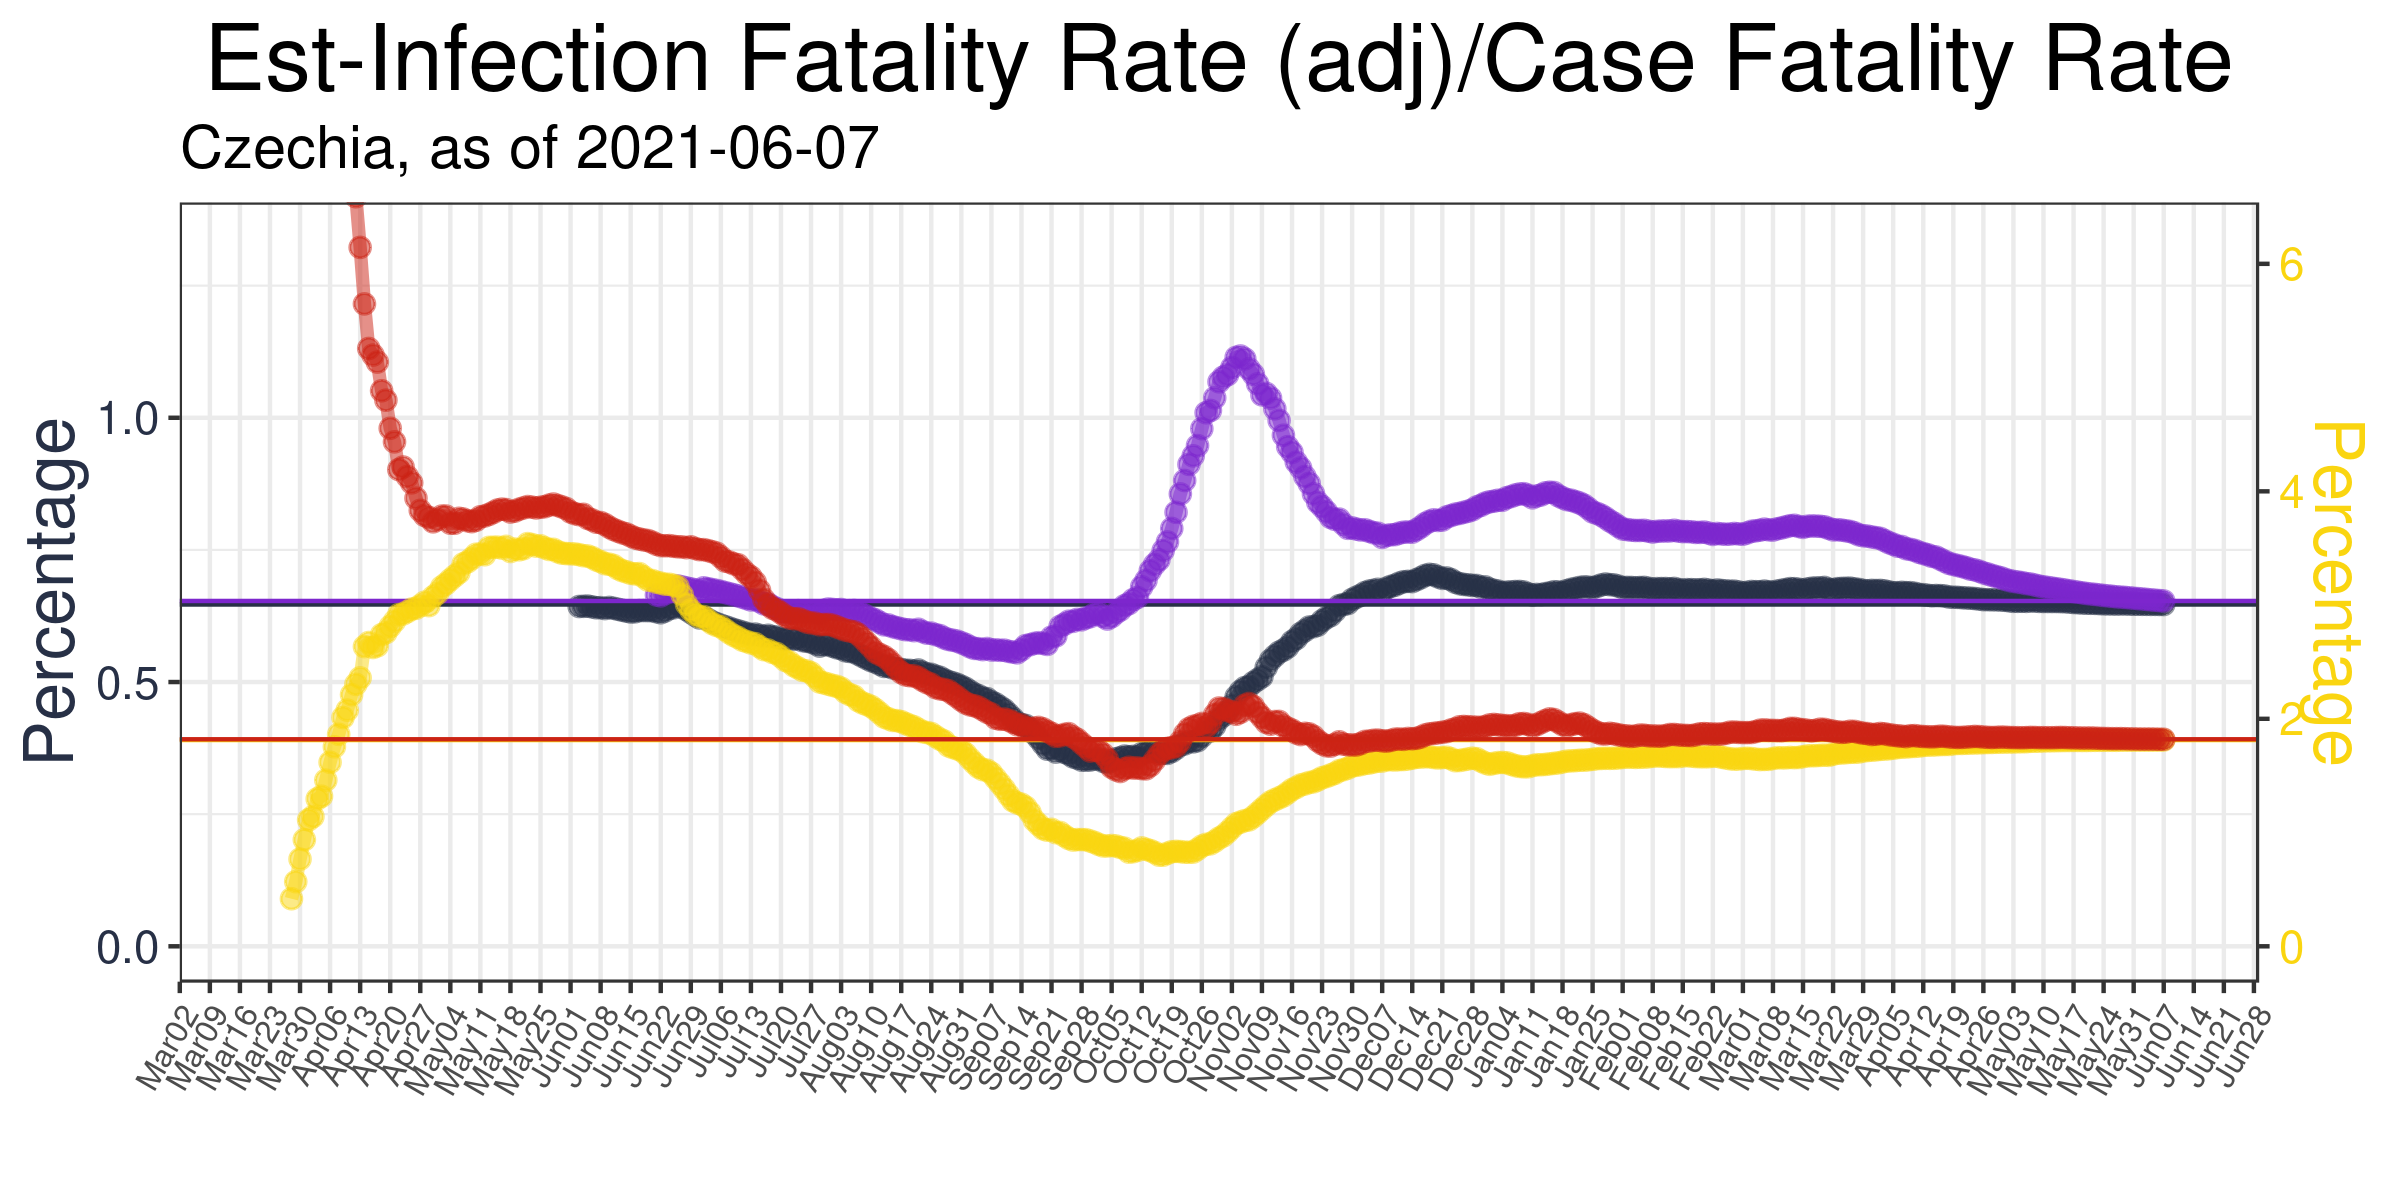 Est-Infection Fatality Rate (adj)/Case Fatality Rate
Czechia, as of 2021-06-07
Percentage
1.0
0.5
0.0
6
4
2
0
Percentage
Mar02
Mar09
Mar16
Mar23
Mar30
Apr06
Apr13
Apr20
Apr27
May04
May11
May18
May25
Jun01
Jun08
Jun15
Jun22
Jun29
Jul06
Jul13
Jul20
Jul27
Aug03
Aug10
Aug17
Aug24
Aug31
Sep07
Sep14
Sep21
Sep28
Oct05
Oct12
Oct19
Oct26
Nov02
Nov09
Nov16
Nov23
Nov30
Dec07
Dec14
Dec21
Dec28
Jan04
Jan11
Jan18
Jan25
Feb01
Feb08
Feb15
Feb22
Mar01
Mar08
Mar15
Mar22
Mar29
Apr05
Apr12
Apr19
Apr26
May03
May10
May17
May24
May31
Jun07
Jun14
Jun21
Jun28